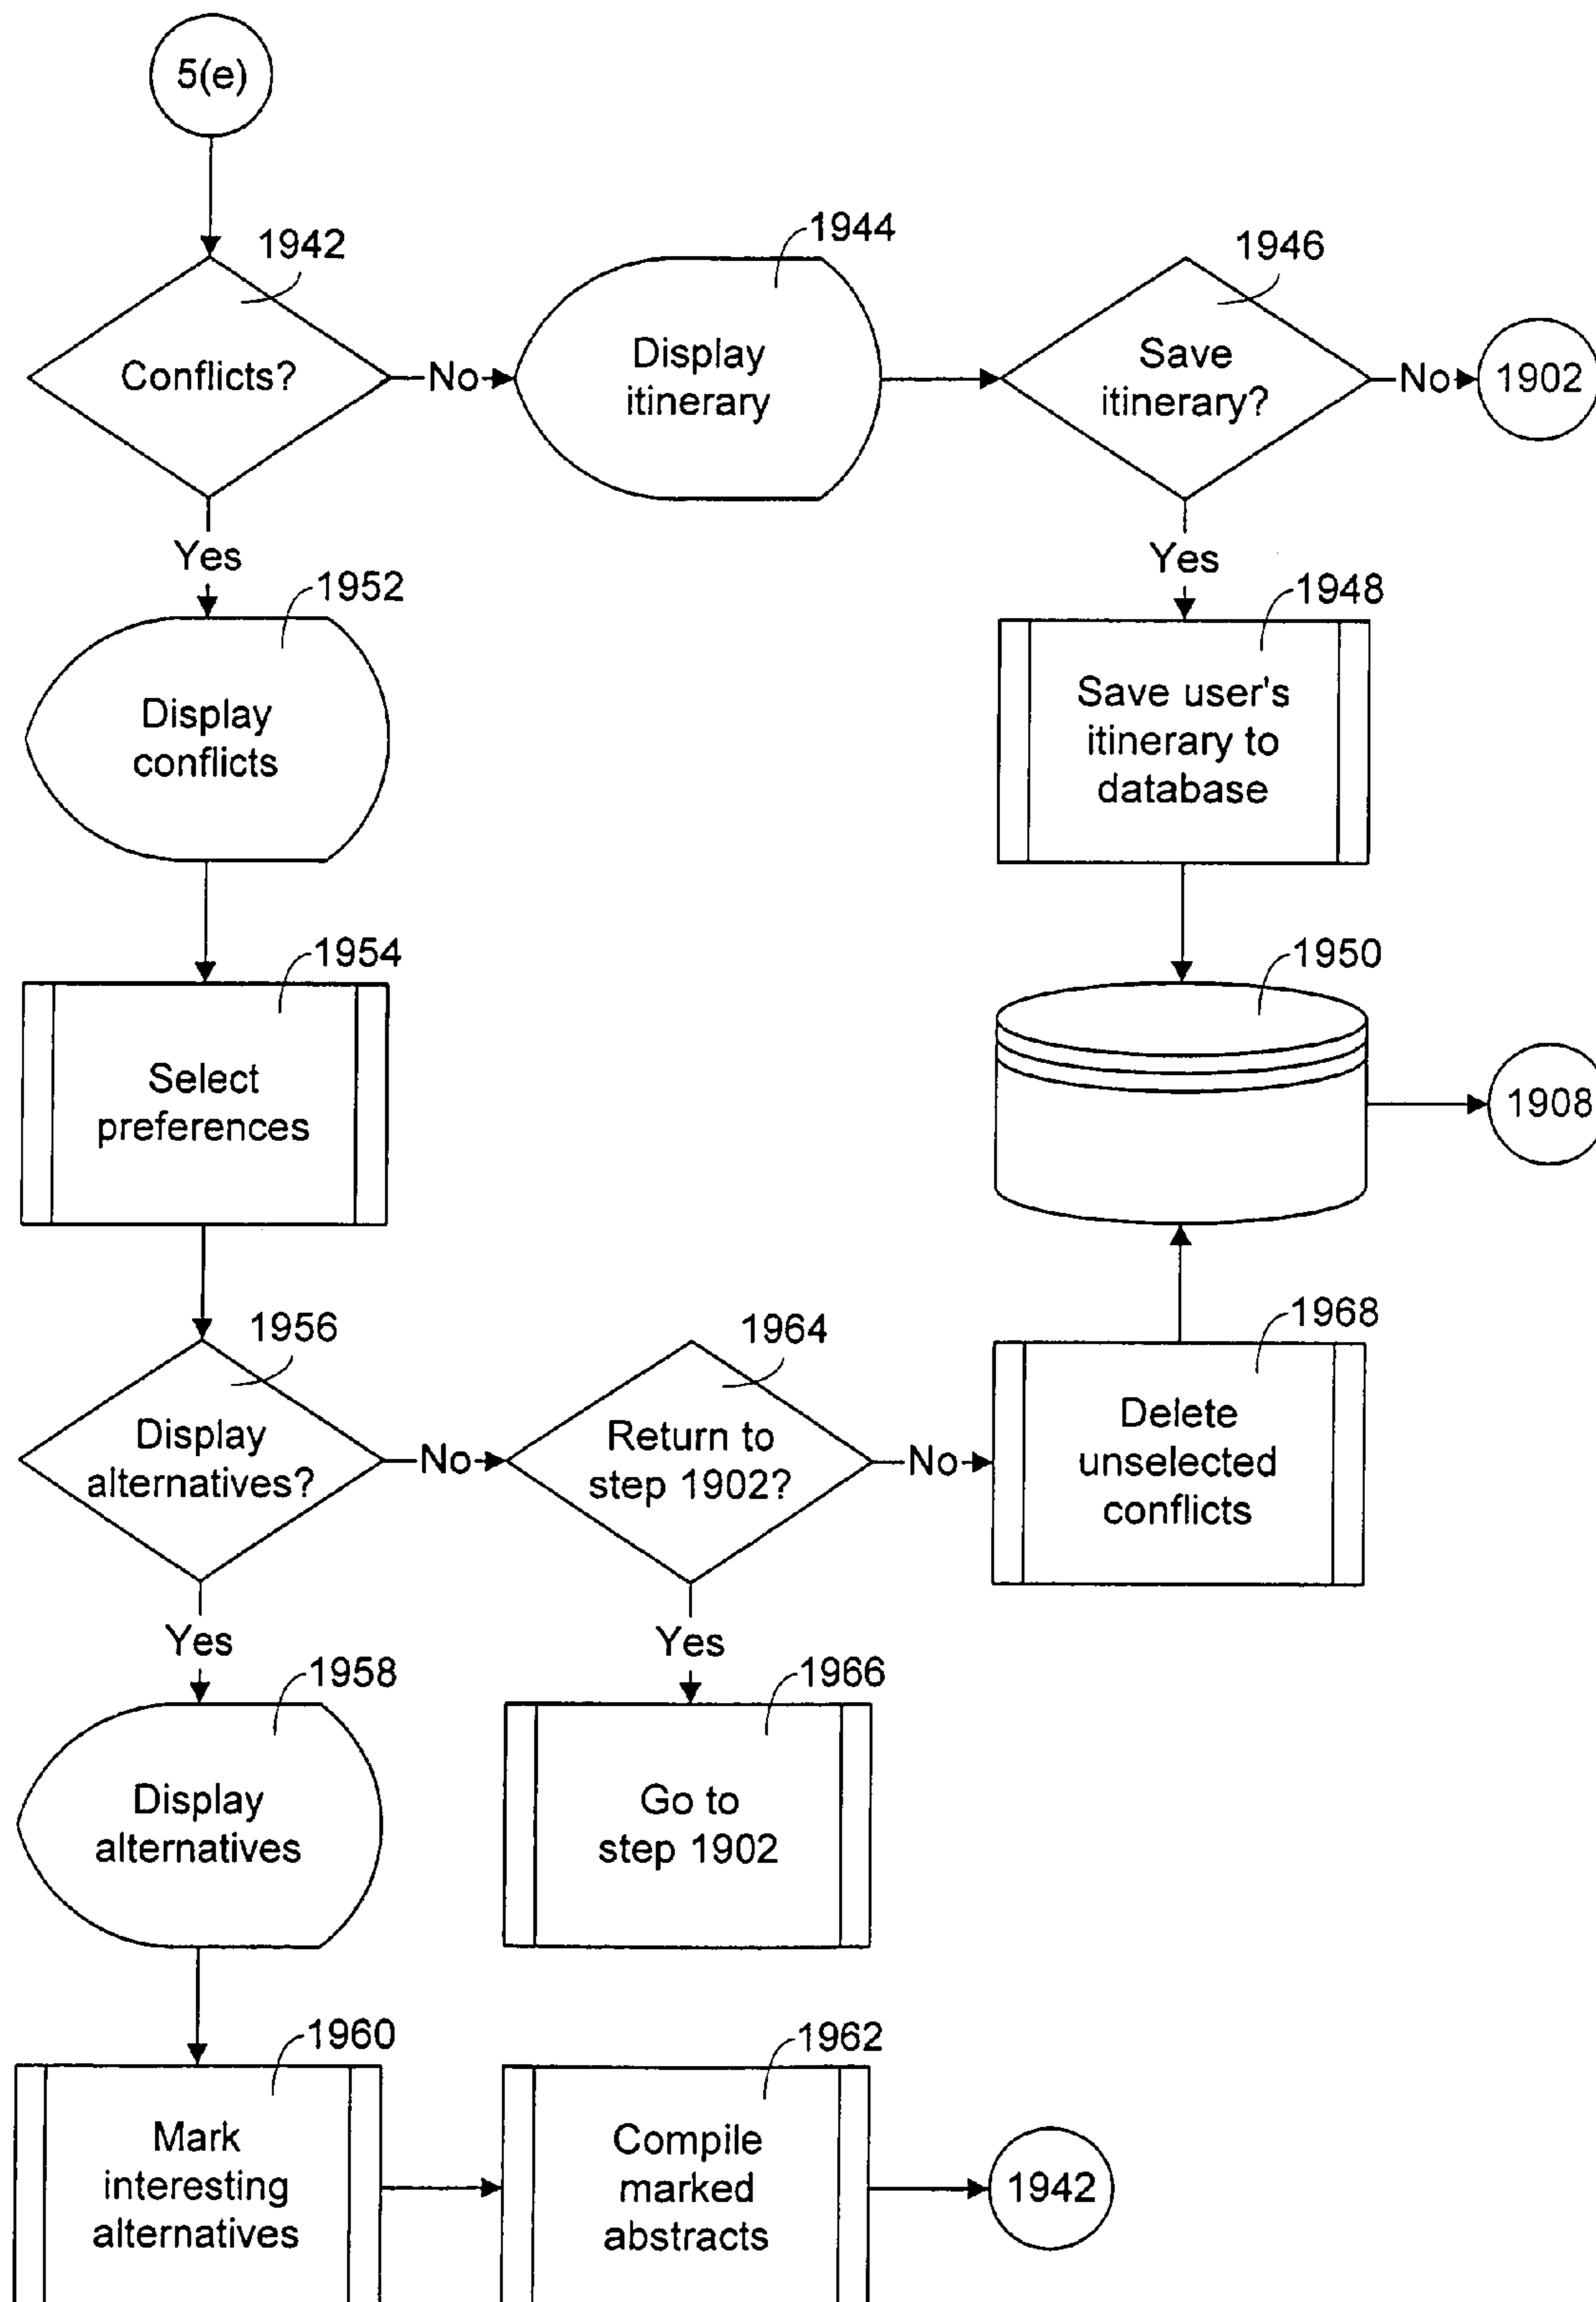 5(e)
1942
Conflicts?
No
1944
Display
itinerary
1946
Save
itinerary?
No
1902
Yes
1952
Display
conflicts
Yes
1948
Save user's
itinerary to
database
1954
Select
preferences
1950
1908
1956
Display
alternatives?
No
1964
Return to
step 1902?
No
1968
Delete
unselected
conflicts
Yes
1958
Display
alternatives
Yes
1966
Go to
step 1902
1960
Mark
interesting
alternatives
1962
Compile
marked
abstracts
1942